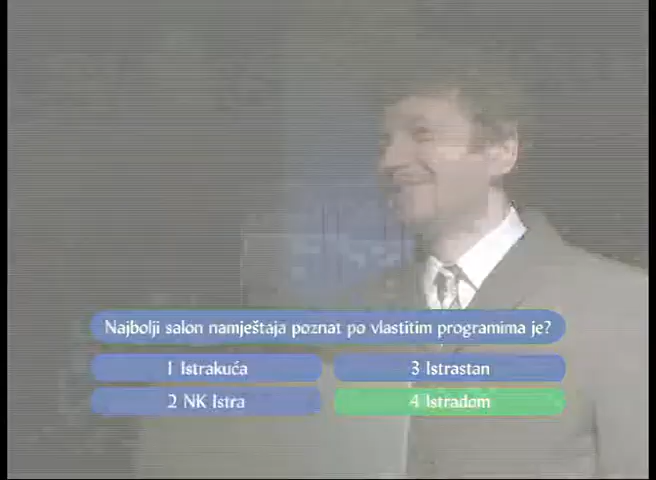 Najbolji salon namještaja poznat po vlastitim programima je?
1 Istrakuća
3 Istrastan
2 NK Istra
4 Istradom